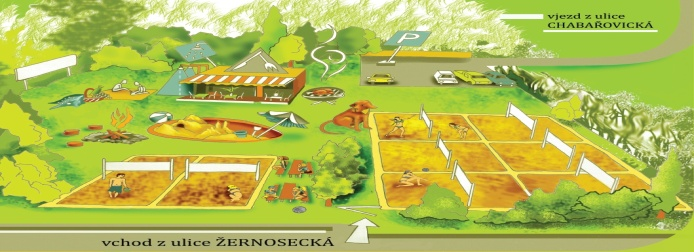 vjezd z ulice
CHABAŘOVICKÁ
P
vchod z ulice ŽERNOSECKÁ